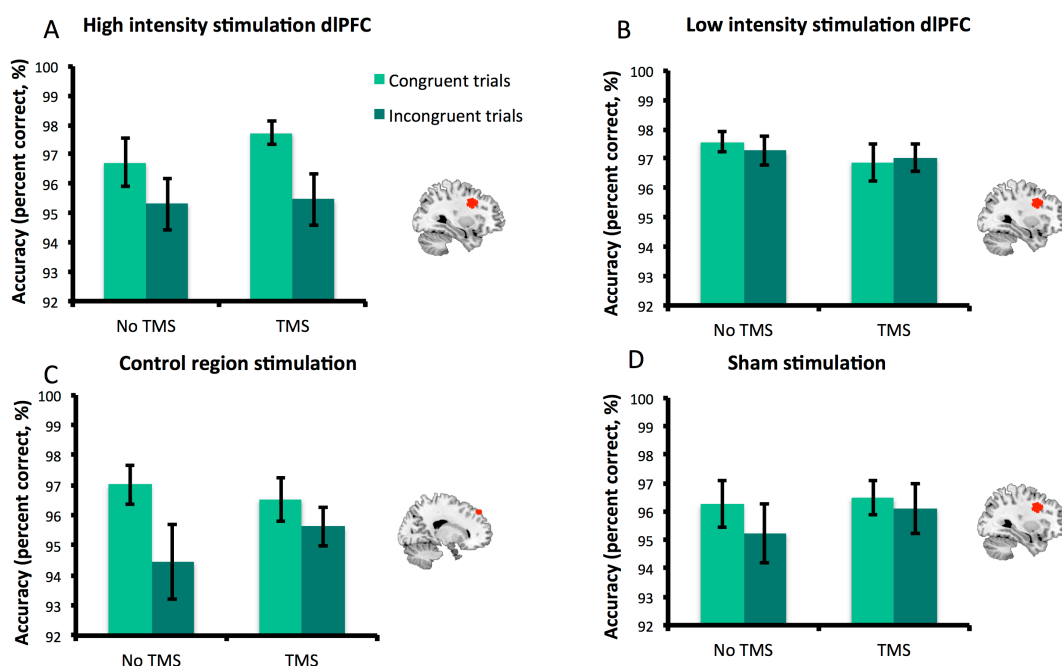 A
High intensity stimulation dlPFC
Accuracy (percent correct, %)
100
99
98
97
96
95
94
93
92
No TMS
TMS
Congruent trials
Incongruent trials
B
Low intensity stimulation dlPFC
Accuracy (percent correct, %)
100
99
98
97
96
95
94
93
92
No TMS
TMS
C
Control region stimulation
Accuracy (percent correct, %)
100
99
98
97
96
95
94
93
92
No TMS
TMS
D
Sham stimulation
Accuracy (percent correct, %)
100
99
98
97
96
95
94
93
92
No TMS
TMS